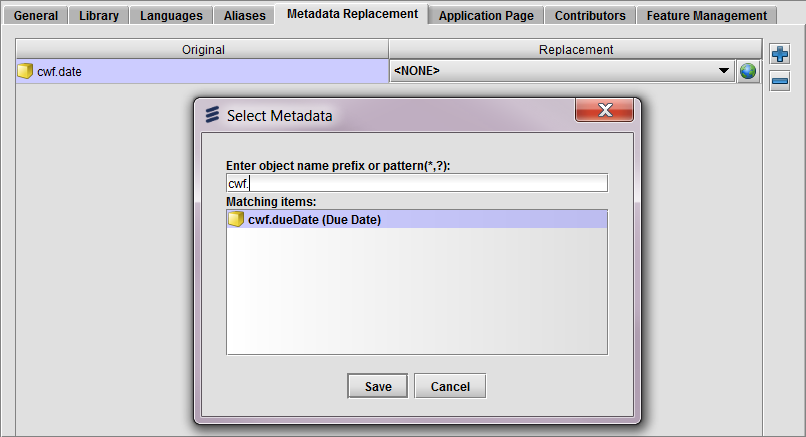 General Library Languages Aliases Metadata Replacement Application Page Contributors Feature Management
Original Replacement
cwf.date <NONE>
Select Metadata
Enter object name prefix or pattern(*,?):
cwf.
Matching items:
cwf.dueDate (Due Date)
Save Cancel